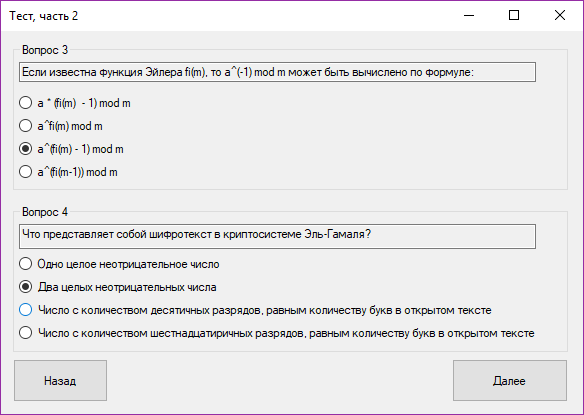 Тест, часть 2
Вопрос 3
Если известна функция Эйлера fi(m), то a^(-1) mod m может быть вычислено по формуле:
a * (fi(m)  - 1) mod m
a^fi(m) mod m
a^(fi(m) - 1) mod m
a^(fi(m-1)) mod m
Вопрос 4
Что представляет собой шифротекст в криптосистеме Эль-Гамаля?
Одно целое неотрицательное число
Два целых неотрицательных числа
Число с количеством десятичных разрядов, равным количеству букв в открытом тексте
Число с количеством шестнадцатиричных разрядов, равным количеству букв в открытом тексте
Назад
Далее